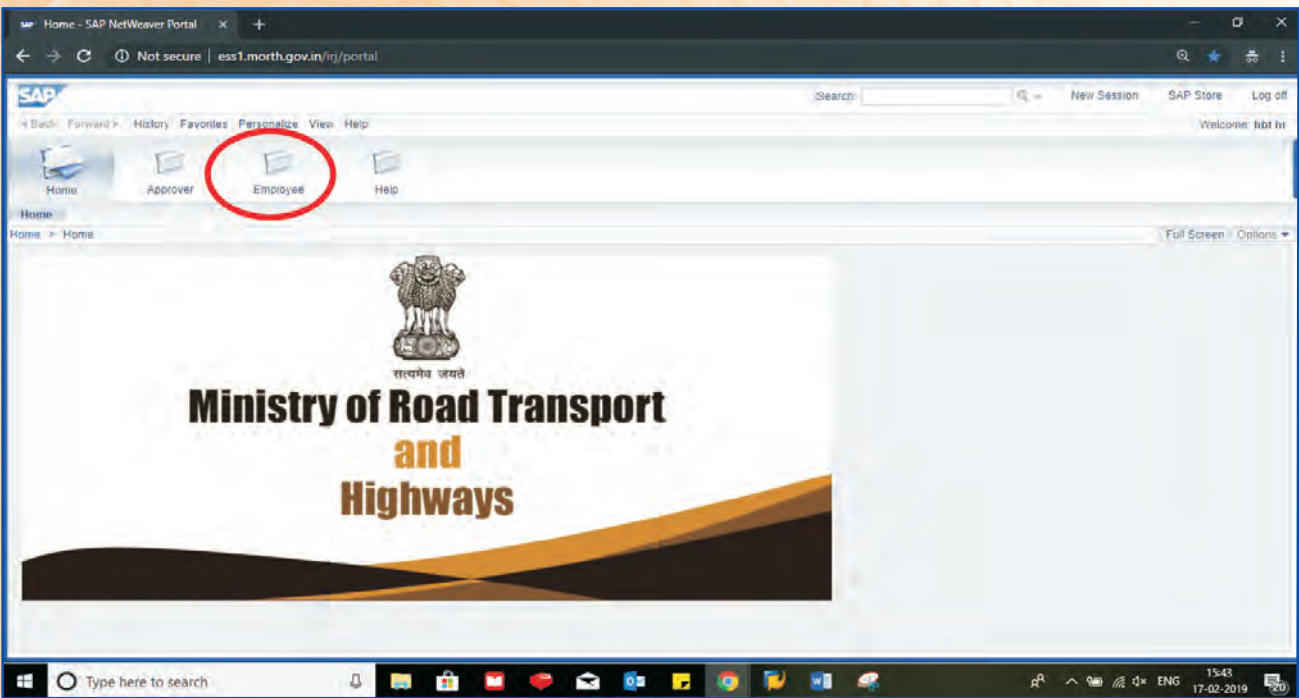 SAP Home - SAP NetWeaver Portal × +
Not secure | ess1.morth.gov.in/irj/portal
SAP Search: New Session SAP Store Log off
Back Forward History Favorites Personalize View Help Welcome: hbt hr
Home Approver Employee Help
Home
Home > Home Full Screen Options
सत्यमेव जयते
Ministry of Road Transport
and
Highways
Type here to search ENG 15:43
17-02-2019 20